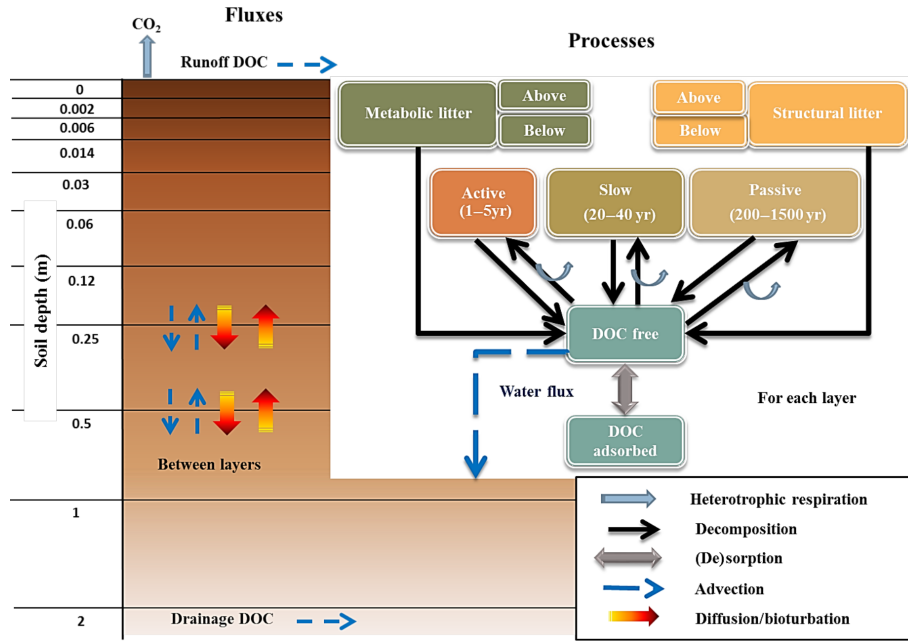 Fluxes
CO2
Runoff DOC
Processes
0
0.002
0.006
0.014
0.03
0.06
0.12
0.25
0.5
1
2
Soil depth (m)
Between layers
Drainage DOC
Metabolic litter
Above
Below
Above
Below
Structural litter
Active
(1–5yr)
Slow
(20–40 yr)
Passive
(200–1500 yr)
DOC free
Water flux
For each layer
DOC
adsorbed
Heterotrophic respiration
Decomposition
(De)sorption
Advection
Diffusion/bioturbation